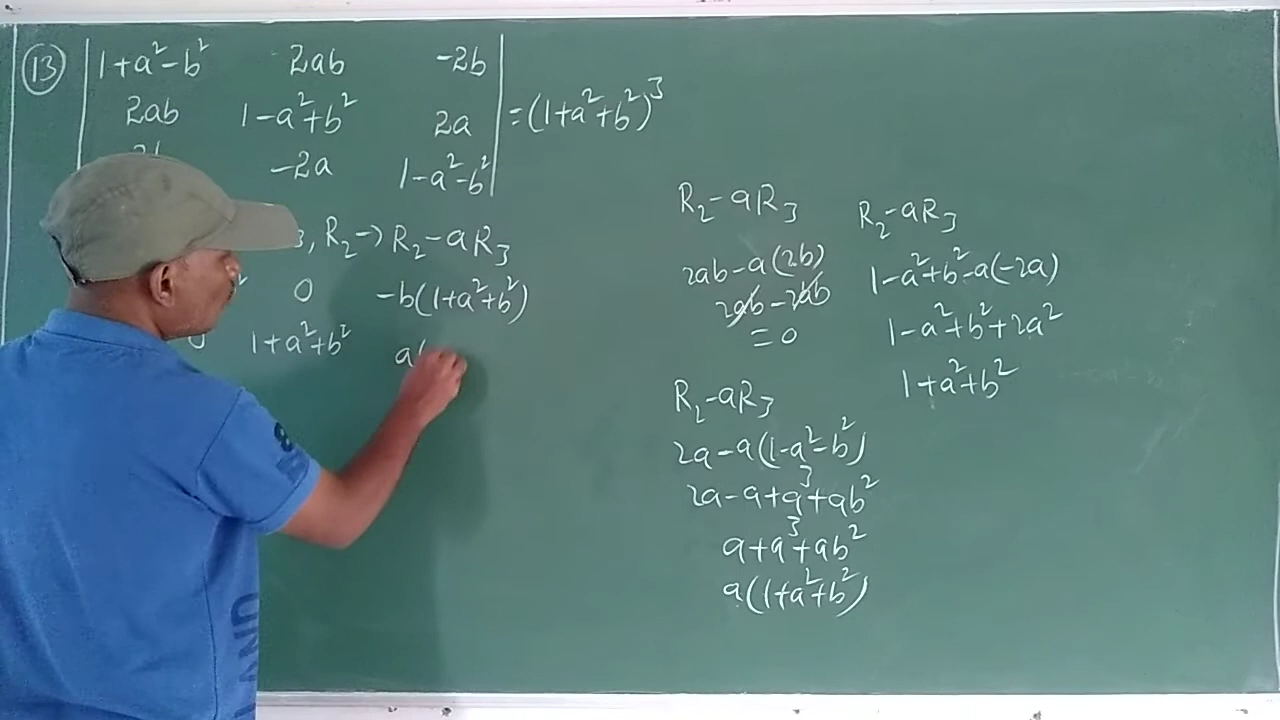 13 | 1+a²-b² 2ab -2b |
2ab 1-a²+b² 2a = (1+a²+b²)³
-2a 1-a²-b²
, R₂→R₂-aR₃
² 0 -b(1+a²+b²)
0 1+a²+b² a(
R₂-aR₃
2ab-a(2b)
2ab-2ab
=0
R₂-aR₃
2a-a(1-a²-b²)
2a-a+a³+ab²
a+a³+ab²
a(1+a²+b²)
R₂-aR₃
1-a²+b²-a(-2a)
1-a²+b²+2a²
1+a²+b²